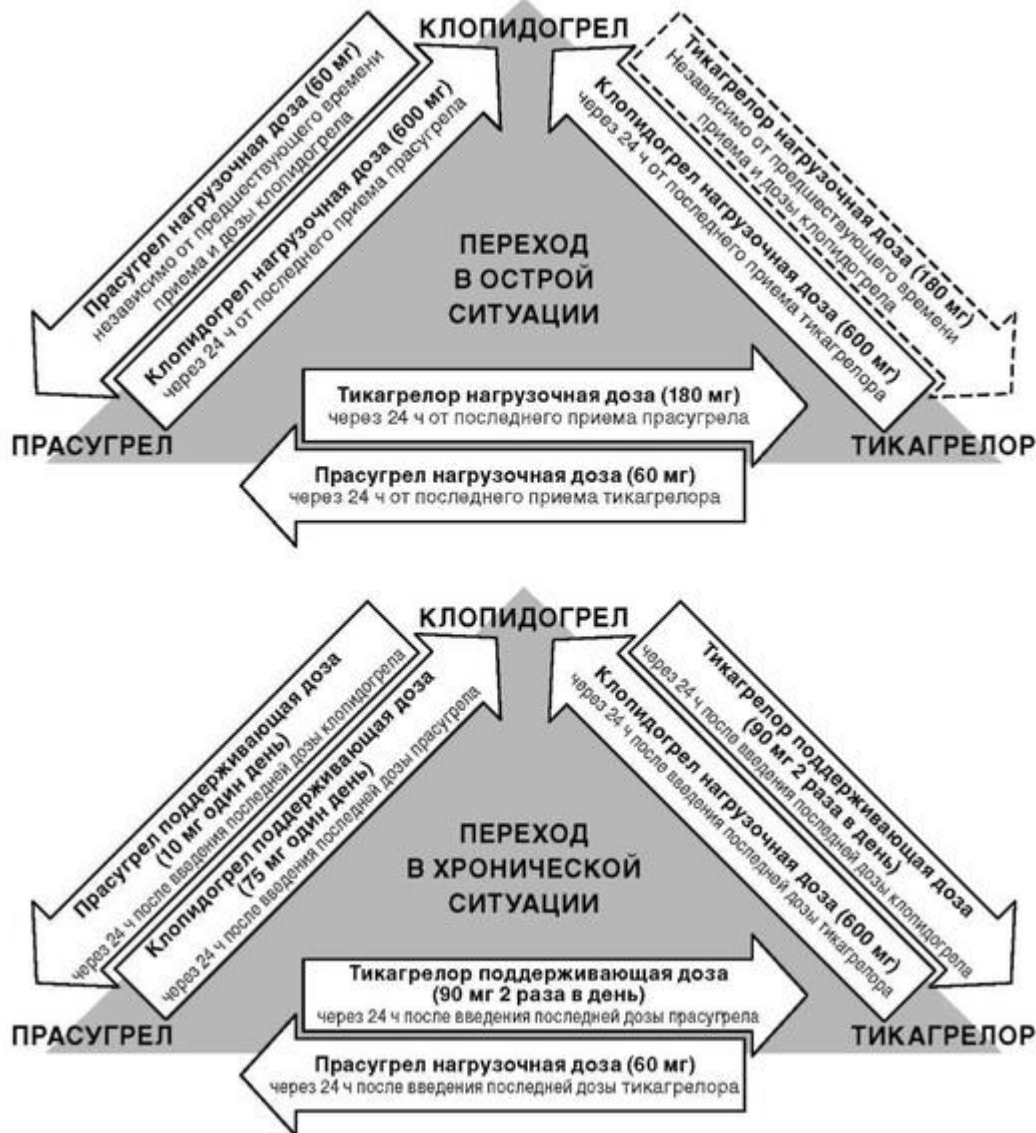 КЛОПИДОГРЕЛ
Прасугрел нагрузочная доза (60 мг)
независимо от предшествующего времени
приема и дозы клопидогрела
Клопидогрел нагрузочная доза (600 мг)
через 24 ч от последнего приема прасугрела
Тикагрелор нагрузочная доза (180 мг)
Независимо от предшествующего времени
приема и дозы клопидогрела
Клопидогрел нагрузочная доза (600 мг)
через 24 ч от последнего приема тикагрелора
ПЕРЕХОД
В ОСТРОЙ
СИТУАЦИИ
Тикагрелор нагрузочная доза (180 мг)
через 24 ч от последнего приема прасугрела
ПРАСУГРЕЛ
ТИКАГРЕЛОР
Прасугрел нагрузочная доза (60 мг)
через 24 ч от последнего приема тикагрелора
КЛОПИДОГРЕЛ
Прасугрел поддерживающая доза
(10 мг один день)
через 24 ч после введения последней дозы клопидогрела
Клопидогрел поддерживающая доза
(75 мг один день)
через 24 ч после введения последней дозы прасугрела
Тикагрелор поддерживающая доза
(90 мг 2 раза в день)
через 24 ч после введения последней дозы клопидогрела
Клопидогрел нагрузочная доза (600 мг)
через 24 ч после введения последней дозы тикагрелора
ПЕРЕХОД
В ХРОНИЧЕСКОЙ
СИТУАЦИИ
Тикагрелор поддерживающая доза
(90 мг 2 раза в день)
через 24 ч после введения последней дозы прасугрела
ПРАСУГРЕЛ
ТИКАГРЕЛОР
Прасугрел нагрузочная доза (60 мг)
через 24 ч после введения последней дозы тикагрелора